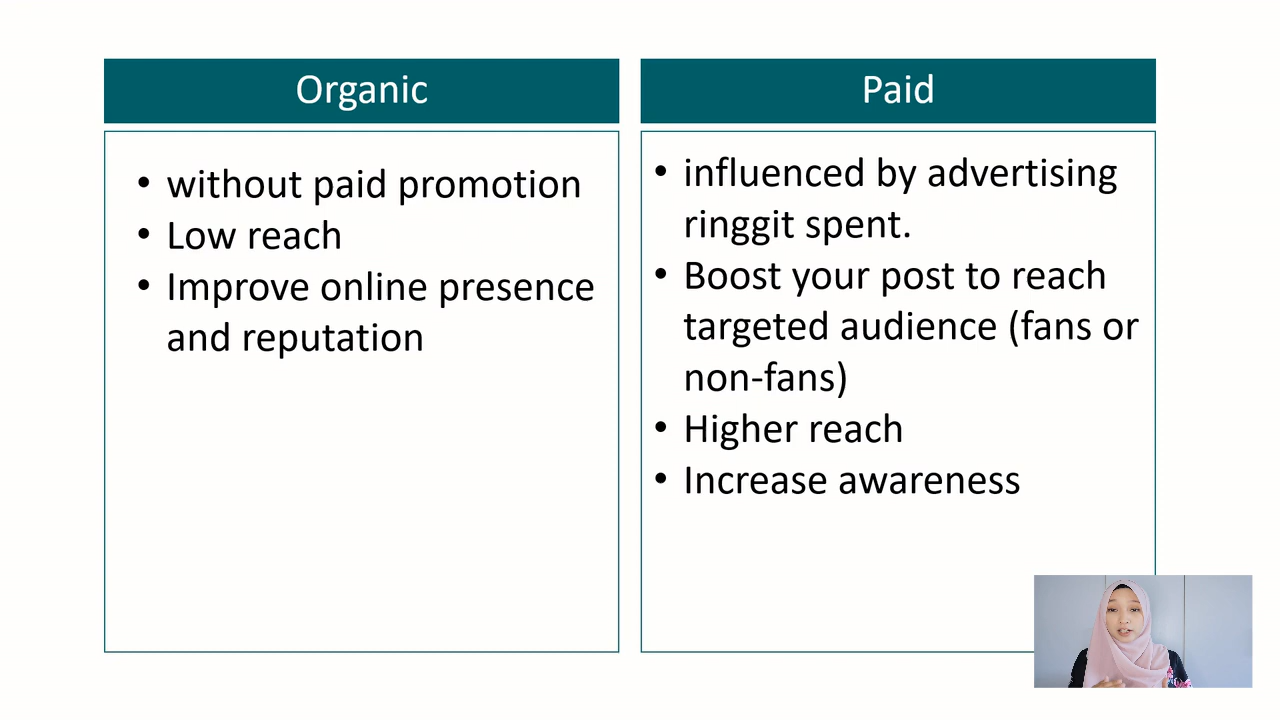 Organic
• without paid promotion
• Low reach
• Improve online presence
and reputation
Paid
• influenced by advertising
ringgit spent.
• Boost your post to reach
targeted audience (fans or
non-fans)
• Higher reach
• Increase awareness